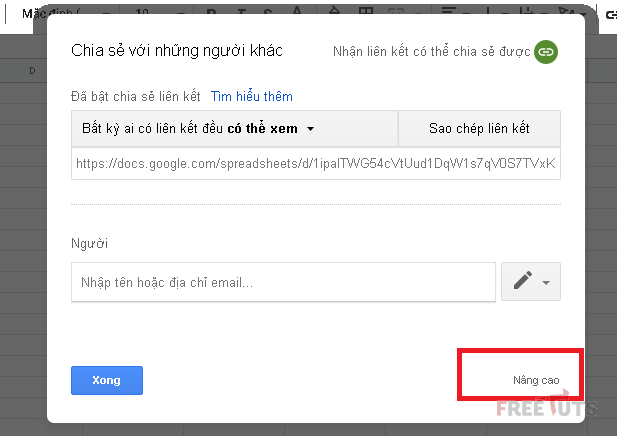 Mặc định (
10
D
Chia sẻ với những người khác
Nhận liên kết có thể chia sẻ được
Đã bật chia sẻ liên kết Tìm hiểu thêm
Bất kỳ ai có liên kết đều có thể xem
Sao chép liên kết
https://docs.google.com/spreadsheets/d/1ipalTWG54cVtUud1DqW1s7qV0S7TVxK
Người
Nhập tên hoặc địa chỉ email...
Xong
Nâng cao
FREETUTS